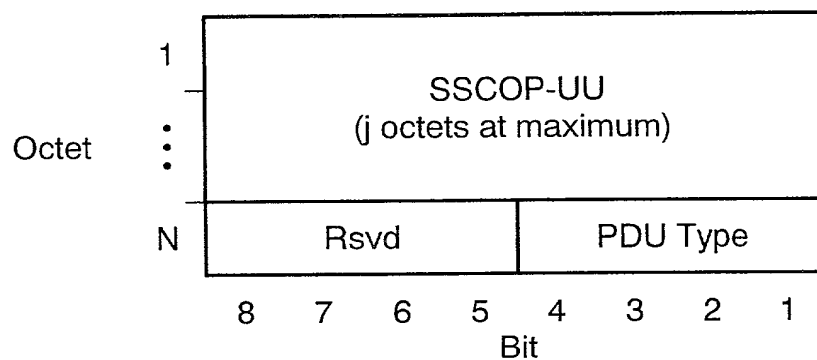 1
SSCOP-UU
(j octets at maximum)
Octet
N
Rsvd
PDU Type
8 7 6 5 4 3 2 1
Bit